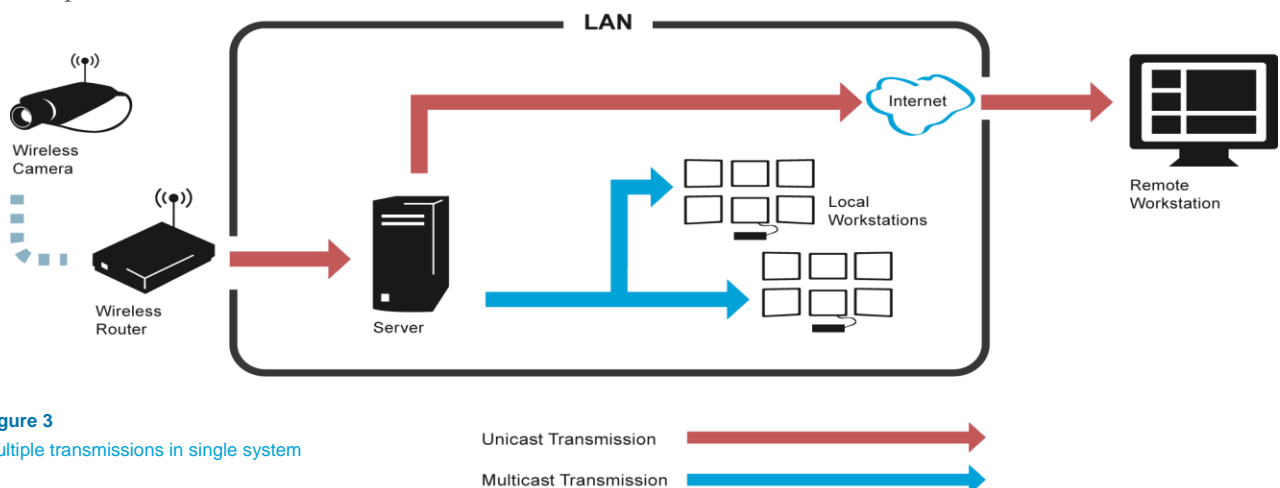 LAN
Internet
Wireless
Camera
Remote
Workstation
Local
Workstations
Wireless
Router
Server
gure 3
ultiple transmissions in single system
Unicast Transmission
Multicast Transmission